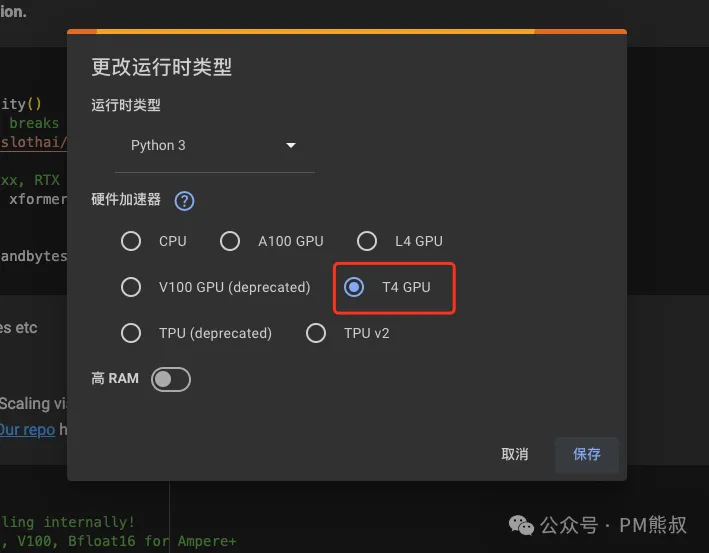 ion.
更改运行时类型
ity()
运行时类型
breaks
slothai/
Python 3
xx, RTX
xformer
硬件加速器 ?
CPU A100 GPU L4 GPU
andbytes
V100 GPU (deprecated) T4 GPU
es etc
TPU (deprecated) TPU v2
高 RAM
Scaling via
Our repo h
取消 保存
ling internally!
公众号 · PM熊叔
, V100, Bfloat16 for Ampere+